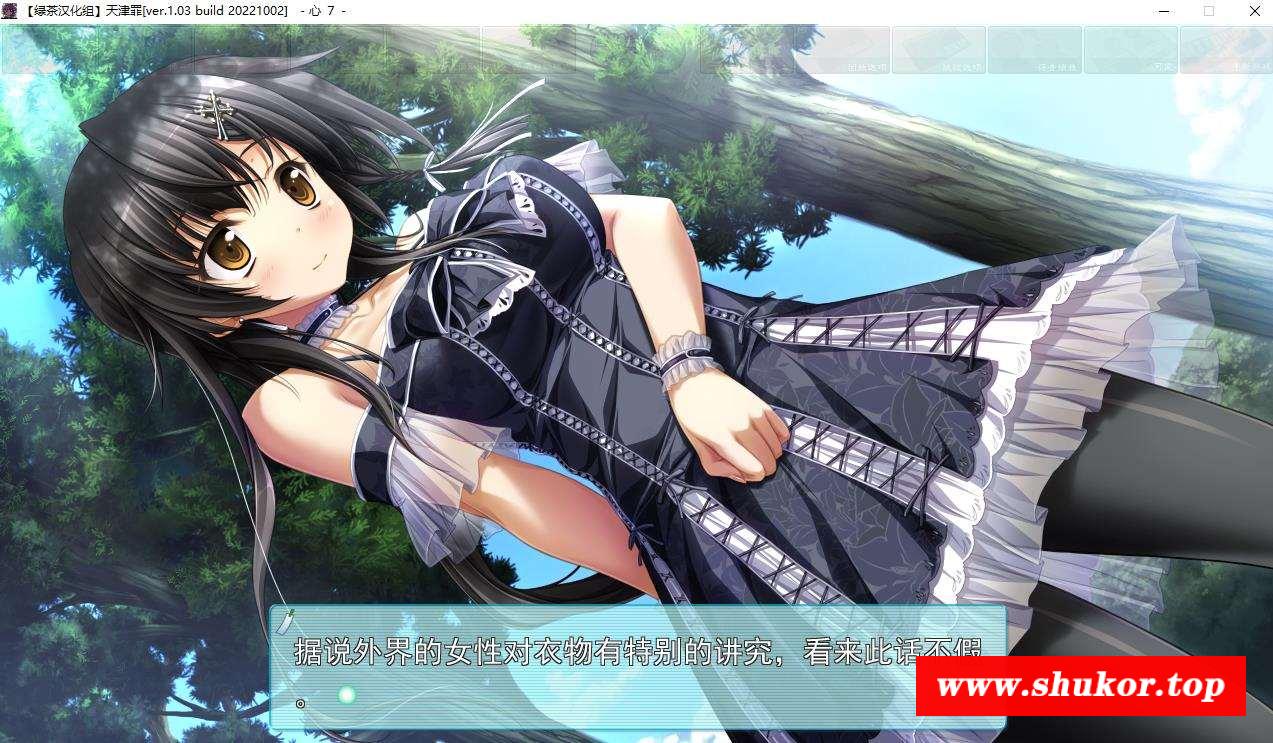 【绿茶汉化组】天津罪[ver.1.03 build 20221002] - 心 7 -
据说外界的女性对衣物有特别的讲究，看来此话不假
www.shukor.top